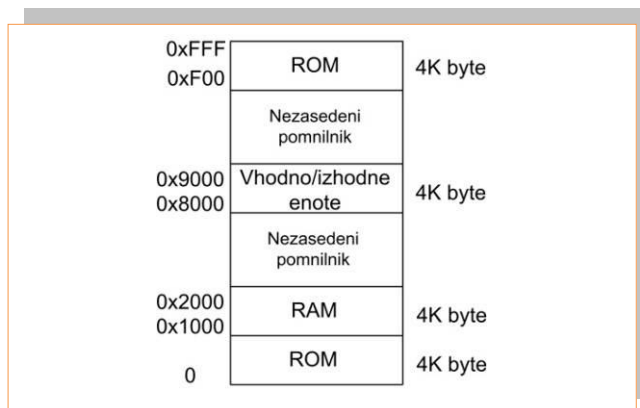 0xFFF
ROM
4K byte
0xF00
Nezasedeni
pomnilnik
0x9000
Vhodno/izhodne
4K byte
0x8000
enote
Nezasedeni
pomnilnik
0x2000
RAM
4K byte
0x1000
ROM
4K byte
0